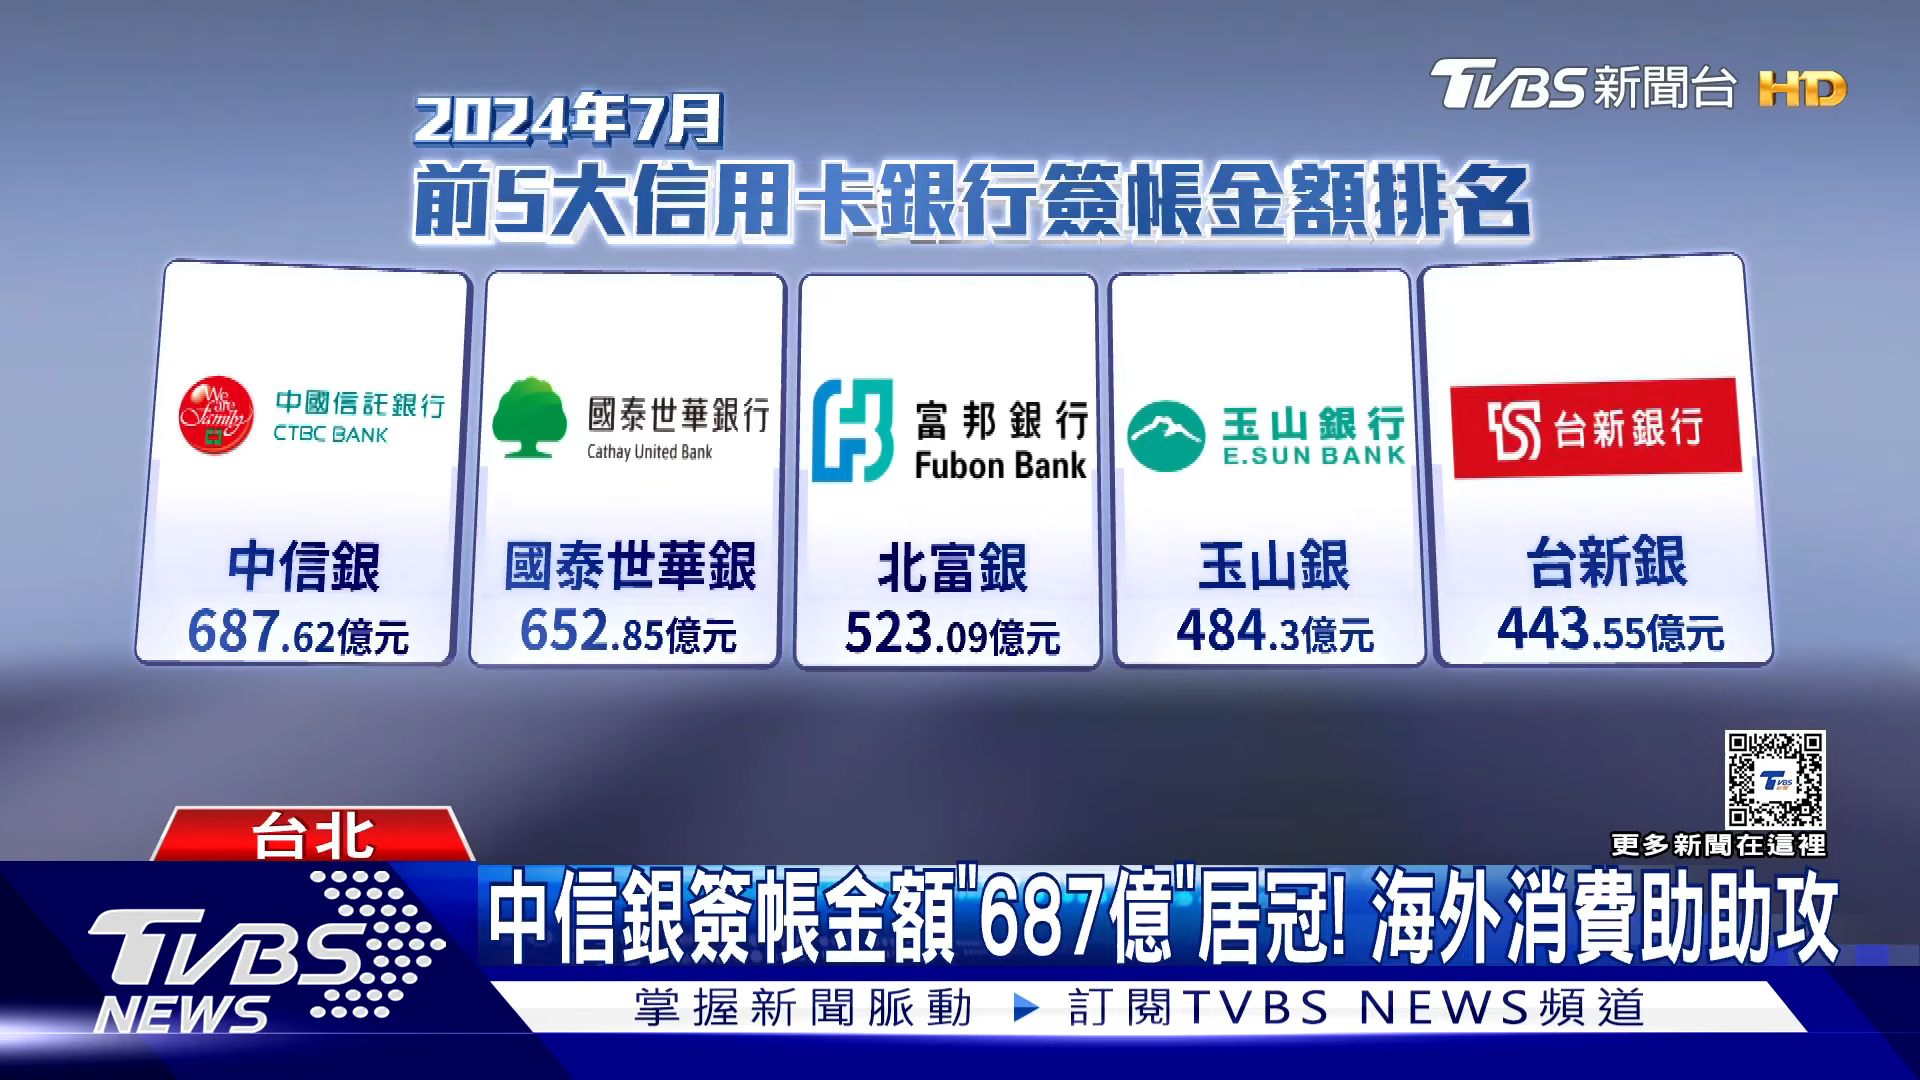 TVBS新聞台 HD
2024年7月
前5大信用卡銀行簽帳金額排名
We are family 中國信託銀行
CTBC BANK
國泰世華銀行
Cathay United Bank
富邦銀行
Fubon Bank
玉山銀行
E.SUN BANK
台新銀行
中信銀
687.62億元
國泰世華銀
652.85億元
北富銀
523.09億元
玉山銀
484.3億元
台新銀
443.55億元
TVBS
更多新聞在這裡
台北
中信銀簽帳金額"687億"居冠! 海外消費助助攻
TVBS
NEWS
掌握新聞脈動 ▶ 訂閱TVBS NEWS頻道